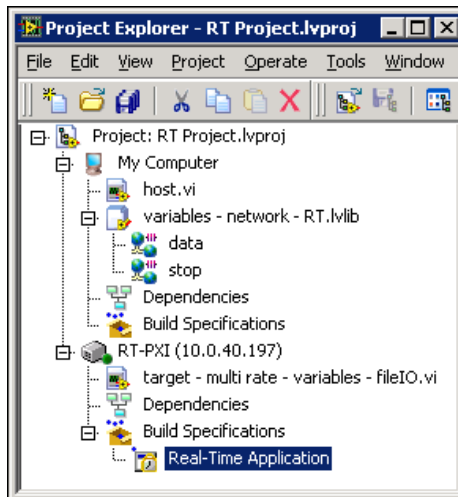 Project Explorer - RT Project.lvproj
File Edit View Project Operate Tools Window
Project: RT Project.lvproj
My Computer
host.vi
variables - network - RT.lvlib
data
stop
Dependencies
Build Specifications
RT-PXI (10.0.40.197)
target - multi rate - variables - fileIO.vi
Dependencies
Build Specifications
Real-Time Application